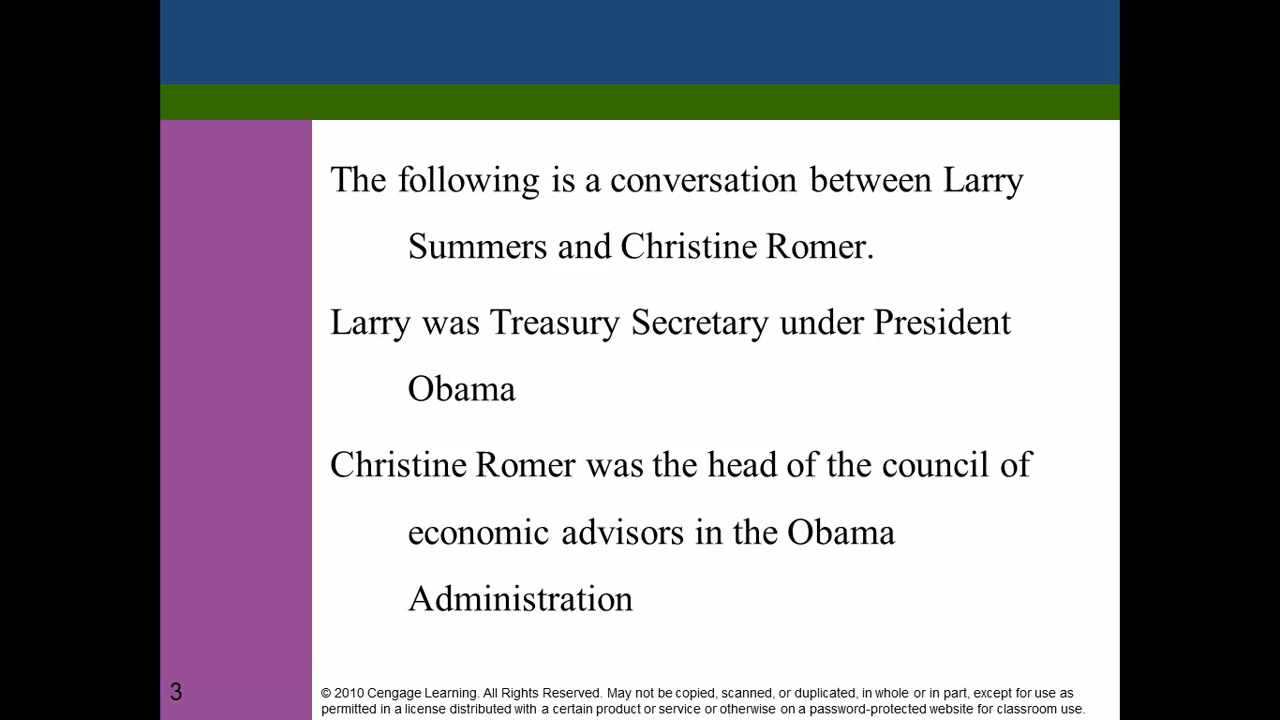 The following is a conversation between Larry
Summers and Christine Romer.
Larry was Treasury Secretary under President
Obama
Christine Romer was the head of the council of
economic advisors in the Obama
Administration
3
© 2010 Cengage Learning. All Rights Reserved. May not be copied, scanned, or duplicated, in whole or in part, except for use as
permitted in a license distributed with a certain product or service or otherwise on a password-protected website for classroom use.